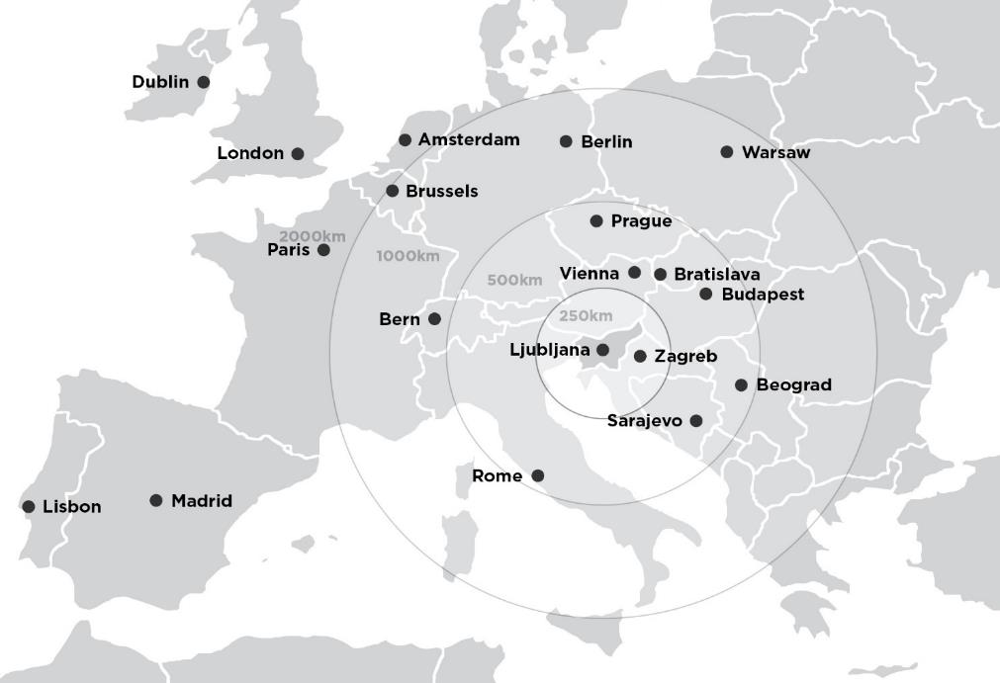 Dublin
London
Amsterdam
Berlin
Warsaw
Brussels
Prague
2000km
Paris
1000km
Vienna
Bratislava
500km
Budapest
Bern
250km
Ljubljana
Zagreb
Beograd
Sarajevo
Rome
Madrid
Lisbon